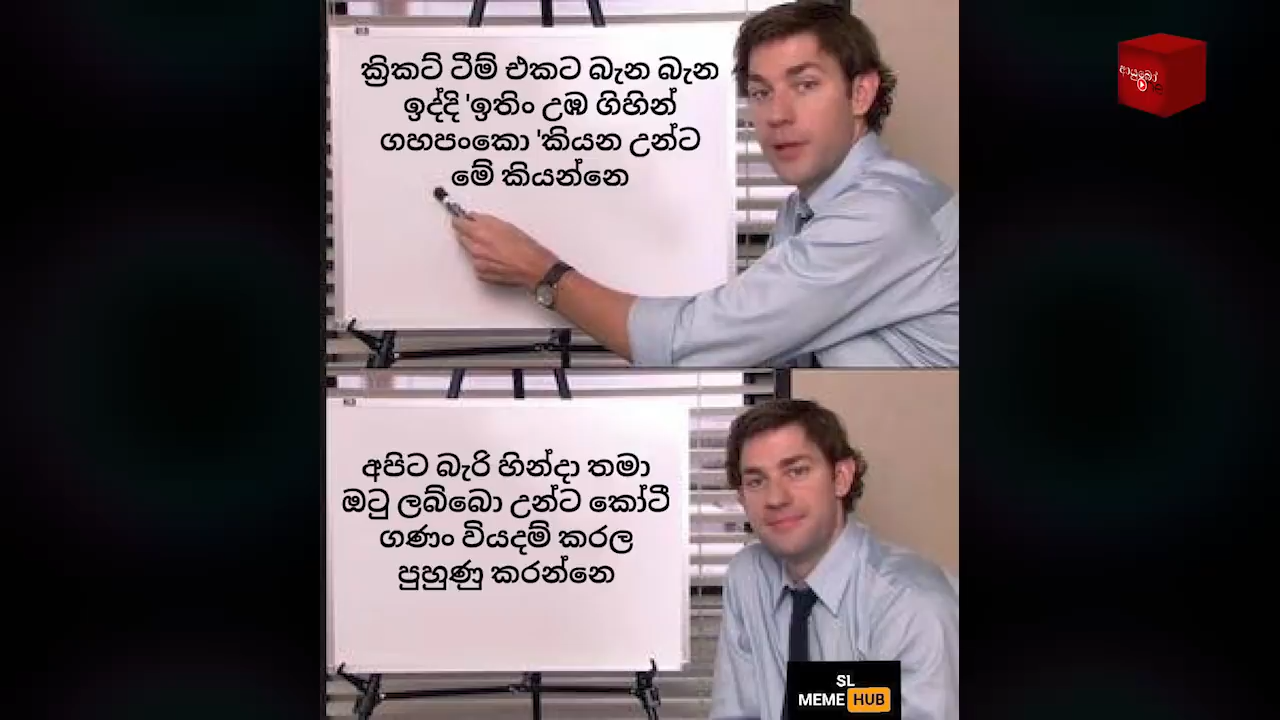 ක්‍රිකට් ටීම් එකට බැන බැන
ඉද්දි 'ඉතිං උඹ ගිහින්
ගහපංකො 'කියන උන්ට
මේ කියන්නෙ
අපිට බැරි හින්දා තමා
ඔටු ලබ්බො උන්ට කෝටී
ගණං වියදම් කරල
පුහුණු කරන්නෙ
SL
MEME HUB